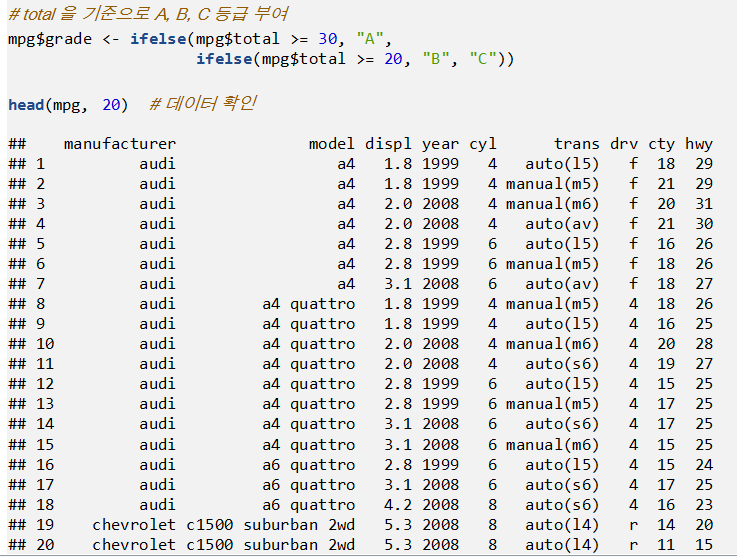 # total 을 기준으로 A, B, C 등급 부여
mpg$grade <- ifelse(mpg$total >= 30, "A",
                    ifelse(mpg$total >= 20, "B", "C"))
head(mpg, 20)  # 데이터 확인
##    manufacturer              model displ year cyl      trans drv cty hwy
## 1          audi                 a4   1.8 1999   4   auto(l5)   f  18  29
## 2          audi                 a4   1.8 1999   4 manual(m5)   f  21  29
## 3          audi                 a4   2.0 2008   4 manual(m6)   f  20  31
## 4          audi                 a4   2.0 2008   4   auto(av)   f  21  30
## 5          audi                 a4   2.8 1999   6   auto(l5)   f  16  26
## 6          audi                 a4   2.8 1999   6 manual(m5)   f  18  26
## 7          audi                 a4   3.1 2008   6   auto(av)   f  18  27
## 8          audi         a4 quattro   1.8 1999   4 manual(m5)   4  18  26
## 9          audi         a4 quattro   1.8 1999   4   auto(l5)   4  16  25
## 10         audi         a4 quattro   2.0 2008   4 manual(m6)   4  20  28
## 11         audi         a4 quattro   2.0 2008   4   auto(s6)   4  19  27
## 12         audi         a4 quattro   2.8 1999   6   auto(l5)   4  15  25
## 13         audi         a4 quattro   2.8 1999   6 manual(m5)   4  17  25
## 14         audi         a4 quattro   3.1 2008   6   auto(s6)   4  17  25
## 15         audi         a4 quattro   3.1 2008   6 manual(m6)   4  15  25
## 16         audi         a6 quattro   2.8 1999   6   auto(l5)   4  15  24
## 17         audi         a6 quattro   3.1 2008   6   auto(s6)   4  17  25
## 18         audi         a6 quattro   4.2 2008   8   auto(s6)   4  16  23
## 19    chevrolet c1500 suburban 2wd   5.3 2008   8   auto(l4)   r  14  20
## 20    chevrolet c1500 suburban 2wd   5.3 2008   8   auto(l4)   r  11  15